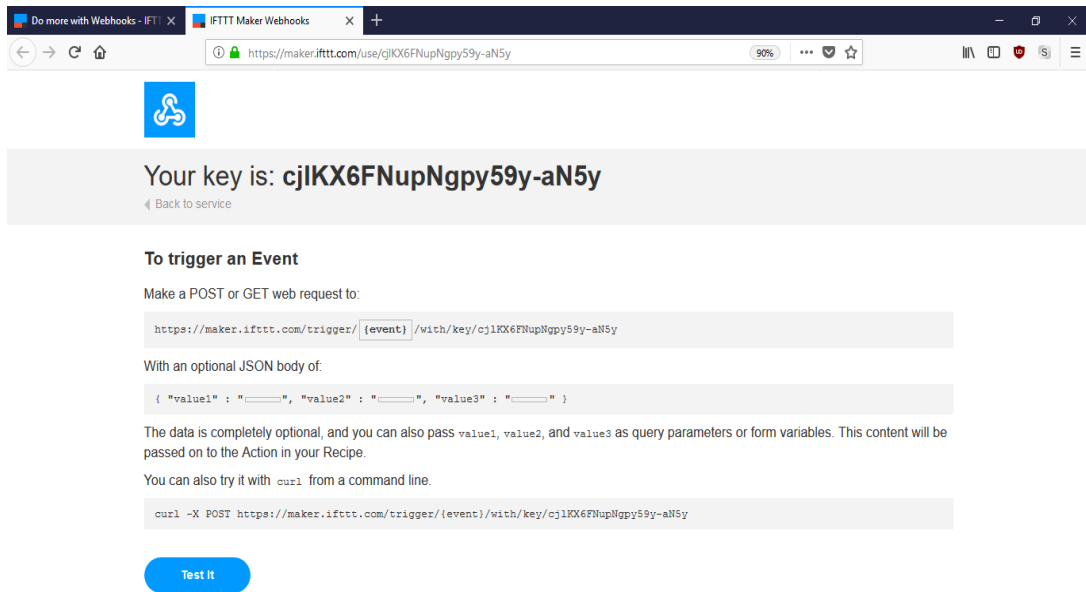 Do more with Webhooks - IFTT
IFTTT Maker Webhooks
https://maker.ifttt.com/use/cjlKX6FNupNgpy59y-aN5y
90%
S
Your key is: cjlKX6FNupNgpy59y-aN5y
Back to service
To trigger an Event
Make a POST or GET web request to:
https://maker.ifttt.com/trigger/ {event} /with/key/cjlKX6FNupNgpy59y-aN5y
With an optional JSON body of:
{ "value1" : "", "value2" : "", "value3" : "" }
The data is completely optional, and you can also pass value1, value2, and value3 as query parameters or form variables. This content will be
passed on to the Action in your Recipe.
You can also try it with curl from a command line.
curl -X POST https://maker.ifttt.com/trigger/{event}/with/key/cjlKX6FNupNgpy59y-aN5y
Test It